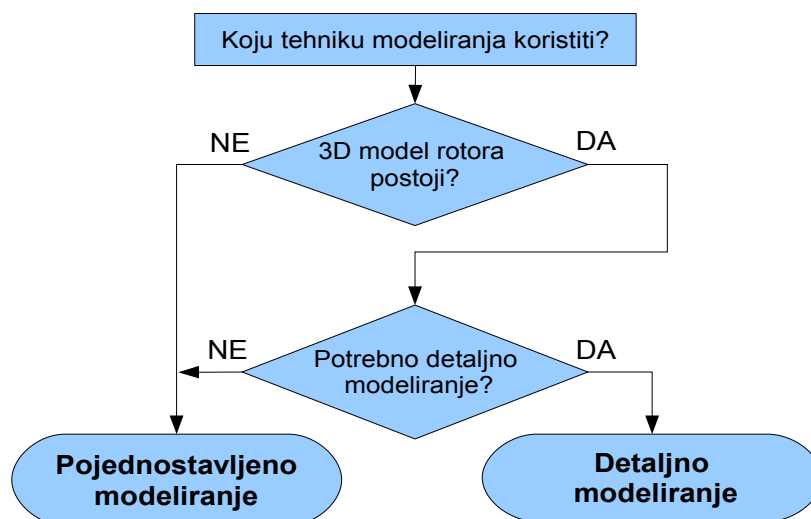 Koju tehniku modeliranja koristiti?
NE
DA
3D model rotora
postoji?
NE
DA
Potrebno detaljno
modeliranje?
Pojednostavljeno
modeliranje
Detaljno
modeliranje